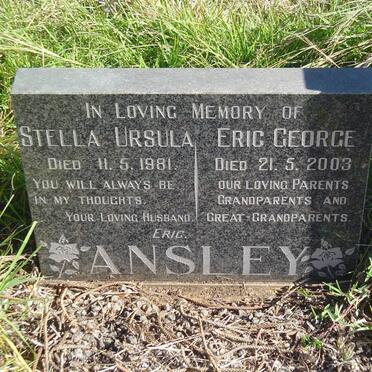 In Loving Memory of
Stella Ursula
Died 11.5.1981.
You will always be
in my thoughts.
Your Loving Husband
Eric.
Eric George
Died 21.5.2003
our loving Parents
Grandparents and
Great-Grandparents.
ANSLEY